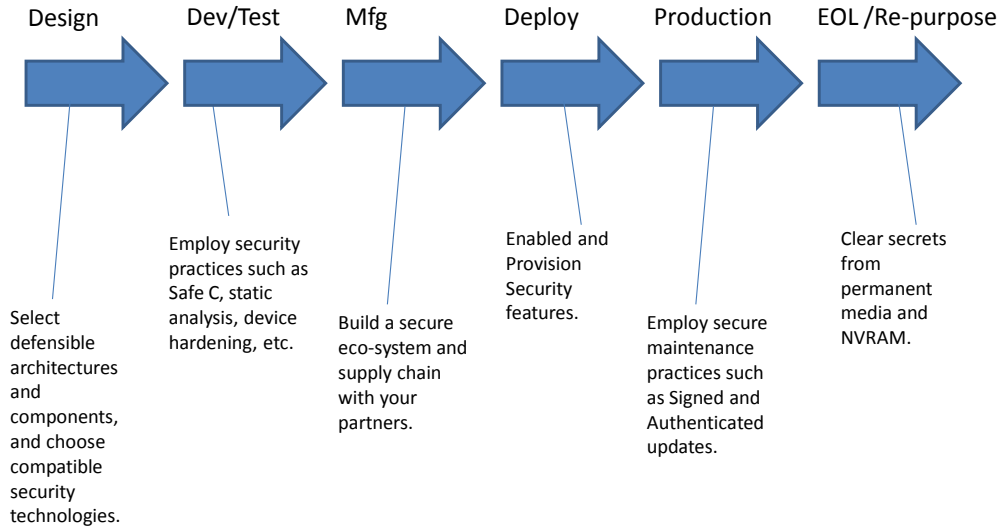 Design
Dev/Test
Mfg
Deploy
Production
EOL /Re-purpose
Select
defensible
architectures
and
components,
and choose
compatible
security
technologies.
Employ security
practices such as
Safe C, static
analysis, device
hardening, etc.
Build a secure
eco-system and
supply chain
with your
partners.
Enabled and
Provision
Security
features.
Employ secure
maintenance
practices such
as Signed and
Authenticated
updates.
Clear secrets
from
permanent
media and
NVRAM.